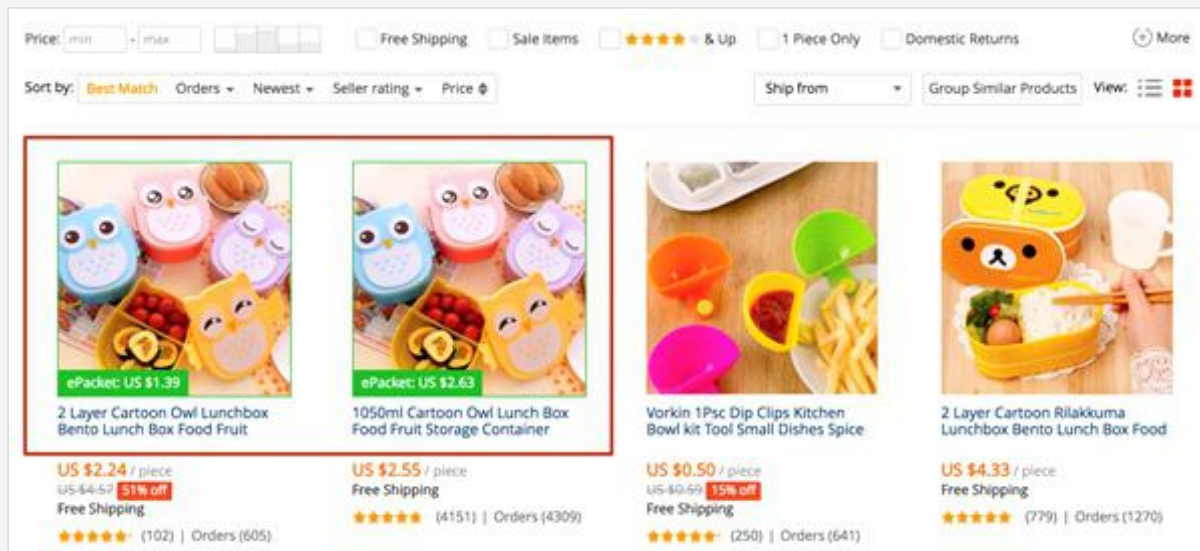 Price: min - max Free Shipping Sale Items & Up 1 Piece Only Domestic Returns More
Sort by: Best Match Orders Newest Seller rating Price Ship from Group Similar Products View:
ePacket: US $1.39
2 Layer Cartoon Owl Lunchbox
Bento Lunch Box Food Fruit
US $2.24 / piece
US $4.57 51% off
Free Shipping
(102) | Orders (605)
ePacket: US $2.63
1050ml Cartoon Owl Lunch Box
Food Fruit Storage Container
US $2.55 / piece
Free Shipping
(4151) | Orders (4309)
Vorkin 1Psc Dip Clips Kitchen
Bowl kit Tool Small Dishes Spice
US $0.50 / piece
US $0.59 15% off
Free Shipping
(250) | Orders (641)
2 Layer Cartoon Rilakkuma
Lunchbox Bento Lunch Box Food
US $4.33 / piece
Free Shipping
(779) | Orders (1270)